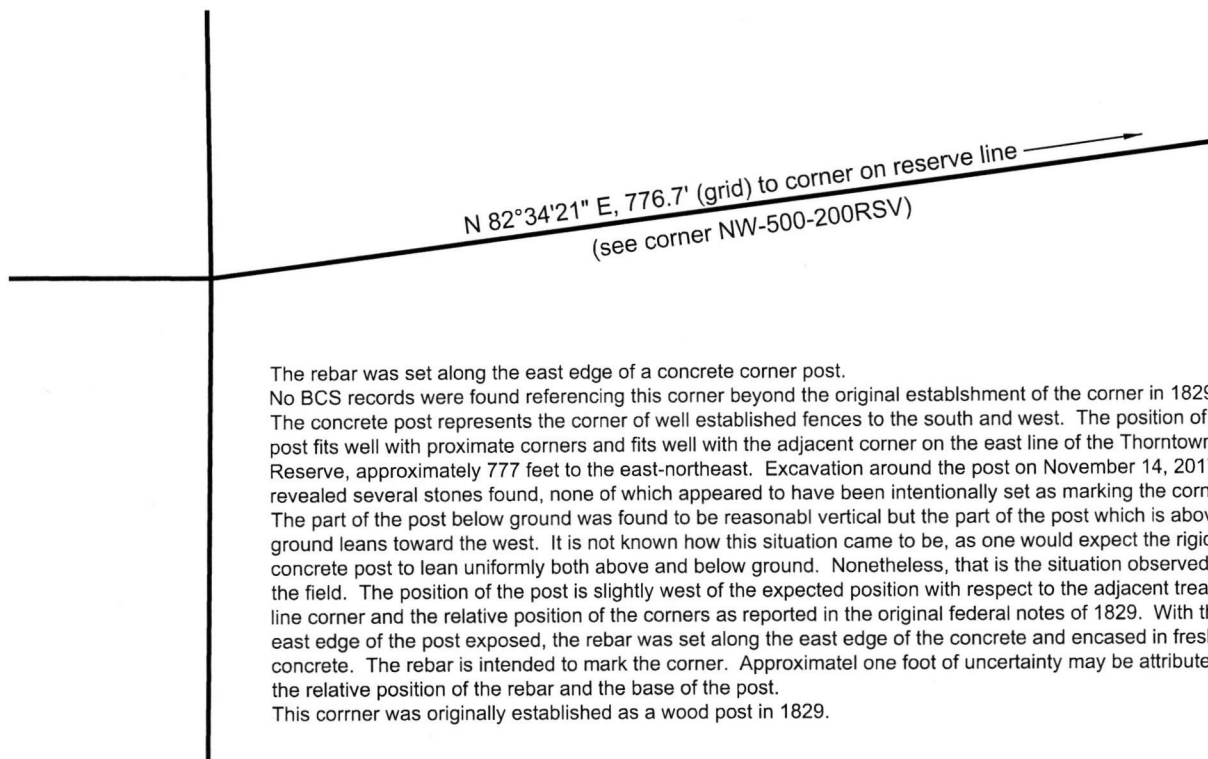 N 82°34'21" E, 776.7' (grid) to corner on reserve line
(see corner NW-500-200RSV)
The rebar was set along the east edge of a concrete corner post.
No BCS records were found referencing this corner beyond the original establshment of the corner in 1829
The concrete post represents the corner of well established fences to the south and west. The position of
post fits well with proximate corners and fits well with the adjacent corner on the east line of the Thorntown
Reserve, approximately 777 feet to the east-northeast. Excavation around the post on November 14, 201
revealed several stones found, none of which appeared to have been intentionally set as marking the corn
The part of the post below ground was found to be reasonabl vertical but the part of the post which is abov
ground leans toward the west. It is not known how this situation came to be, as one would expect the rigid
concrete post to lean uniformly both above and below ground. Nonetheless, that is the situation observed
the field. The position of the post is slightly west of the expected position with respect to the adjacent trea
line corner and the relative position of the corners as reported in the original federal notes of 1829. With th
east edge of the post exposed, the rebar was set along the east edge of the concrete and encased in fresh
concrete. The rebar is intended to mark the corner. Approximatel one foot of uncertainty may be attribute
the relative position of the rebar and the base of the post.
This corrner was originally established as a wood post in 1829.